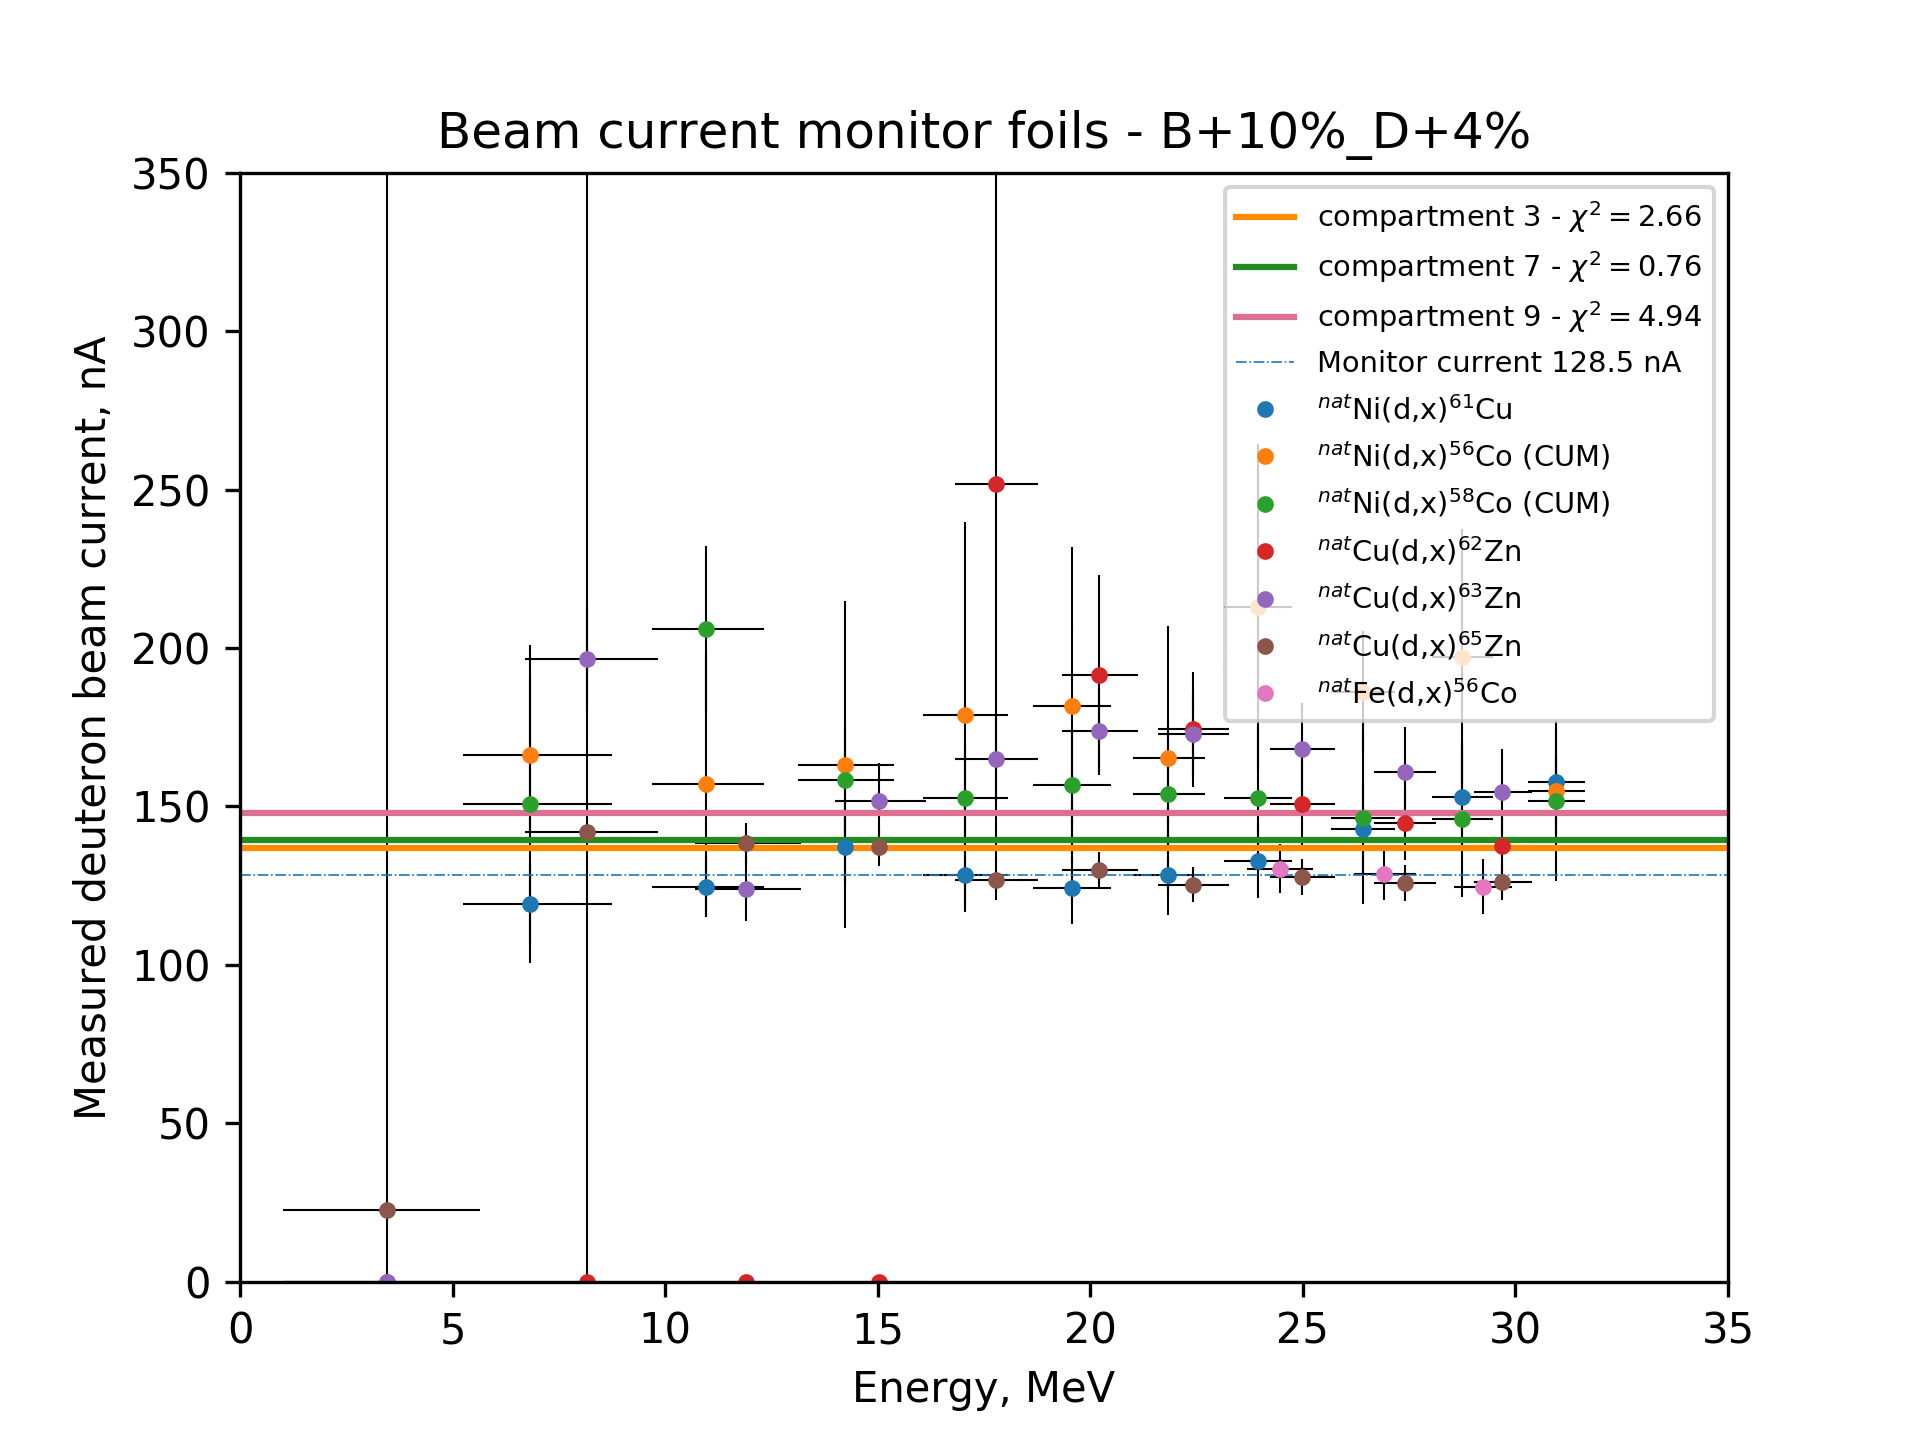 Beam current monitor foils - B+10%_D+4%
Measured deuteron beam current, nA
350
300
250
200
150
100
50
0
compartment 3 - χ² = 2.66
compartment 7 - χ² = 0.76
compartment 9 - χ² = 4.94
Monitor current 128.5 nA
ⁿᵃᵗNi(d,x)⁶¹Cu
ⁿᵃᵗNi(d,x)⁵⁶Co (CUM)
ⁿᵃᵗNi(d,x)⁵⁸Co (CUM)
ⁿᵃᵗCu(d,x)⁶²Zn
ⁿᵃᵗCu(d,x)⁶³Zn
ⁿᵃᵗCu(d,x)⁶⁵Zn
ⁿᵃᵗFe(d,x)⁵⁶Co
0 5 10 15 20 25 30 35
Energy, MeV